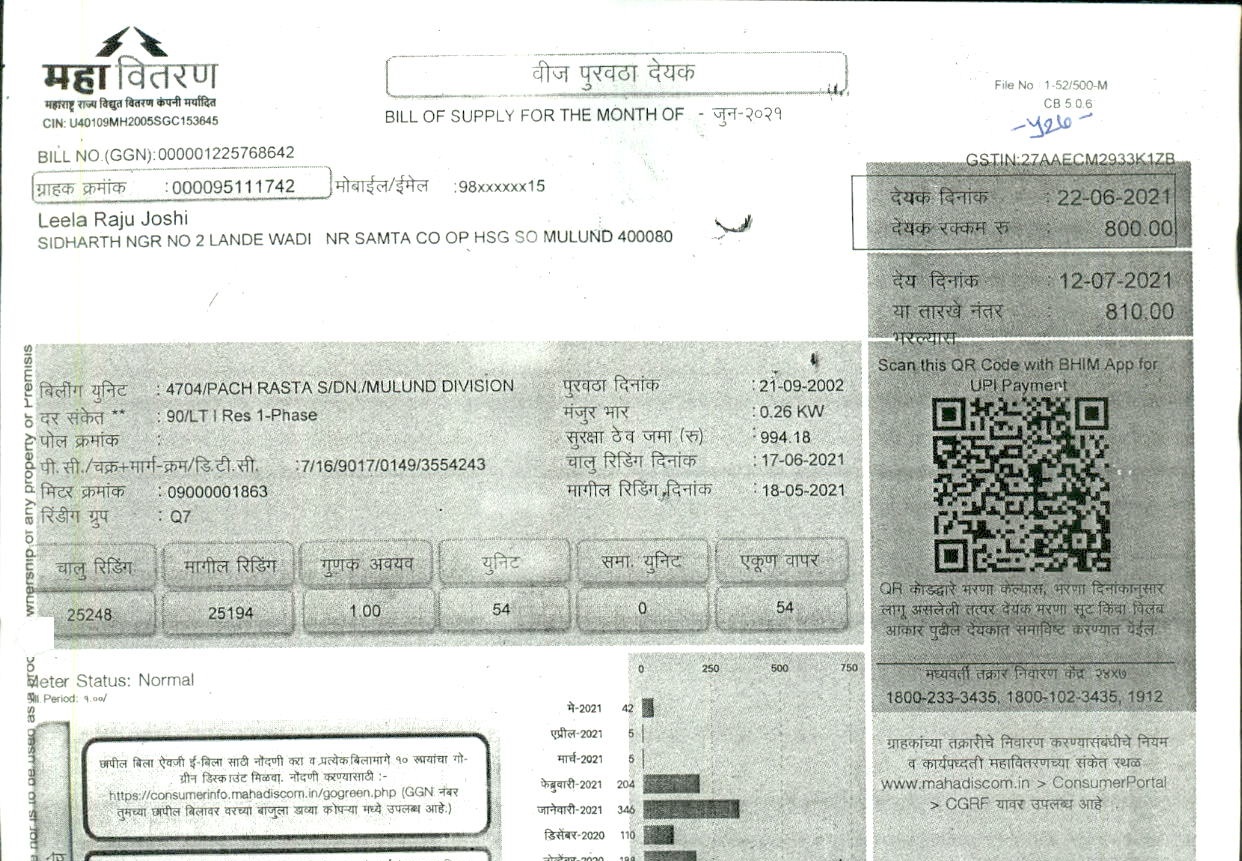 महावितरण
महाराष्ट्र राज्य विद्युत वितरण कंपनी मर्यादित
CIN: U40109MH2005SGC153645
वीज पुरवठा देयक
BILL OF SUPPLY FOR THE MONTH OF - जुन-२०२१
File No 1-52/500-M
CB 5.0.6
BILL NO.(GGN):000001225768642
GSTIN:27AAECM2933K1ZB
ग्राहक क्रमांक :000095111742 मोबाईल/ईमेल :98xxxxxx15
Leela Raju Joshi
SIDHARTH NGR NO 2 LANDE WADI NR SAMTA CO OP HSG SO MULUND 400080
देयक दिनांक : 22-06-2021
देयक रक्कम रु : 800.00
देय दिनांक : 12-07-2021
या तारखे नंतर : 810.00
भरल्यास
बिलींग युनिट : 4704/PACH RASTA S/DN./MULUND DIVISION
दर संकेत ** : 90/LT I Res 1-Phase
पोल क्रमांक :
पी.सी./चक्र+मार्ग-क्रम/डि.टी.सी. :7/16/9017/0149/3554243
मिटर क्रमांक : 09000001863
रिडींग ग्रुप : Q7
पुरवठा दिनांक : 21-09-2002
मंजुर भार : 0.26 KW
सुरक्षा ठेव जमा (रु) : 994.18
चालु रिडिंग दिनांक : 17-06-2021
मागील रिडिंग दिनांक : 18-05-2021
चालु रिडिंग मागील रिडिंग गुणक अवयव युनिट समा. युनिट एकूण वापर
25248 25194 1.00 54 0 54
Scan this QR Code with BHIM App for
UPI Payment
QR कोडद्वारे भरणा केल्यास, भरणा दिनांकानुसार
लागू असलेली तत्पर देयक भरणा सूट किंवा विलंब
आकार पुढील देयकात समाविष्ट करण्यात येईल.
मध्यवर्ती तक्रार निवारण केंद्र २४X७
1800-233-3435, 1800-102-3435, 1912
ग्राहकांच्या तक्रारीचे निवारण करण्यासंबंधीचे नियम
व कार्यपध्दती महावितरणच्या संकेत स्थळ
www.mahadiscom.in > ConsumerPortal
> CGRF यावर उपलब्ध आहे
Meter Status: Normal
Bill Period: १.००/
छापील बिला ऐवजी ई-बिला साठी नोंदणी करा व प्रत्येक बिलामागे १० रूपयांचा गो-
ग्रीन डिस्काउंट मिळवा. नोंदणी करण्यासाठी :-
https://consumerinfo.mahadiscom.in/gogreen.php (GGN नंबर
तुमच्या छापील बिलावर वरच्या बाजुला डाव्या कोपऱ्या मध्ये उपलब्ध आहे.)
0 250 500 750
मे-2021 42
एप्रील-2021 5
मार्च-2021 5
फेब्रुवारी-2021 204
जानेवारी-2021 346
डिसेंबर-2020 110
नोव्हेंबर-2020 188